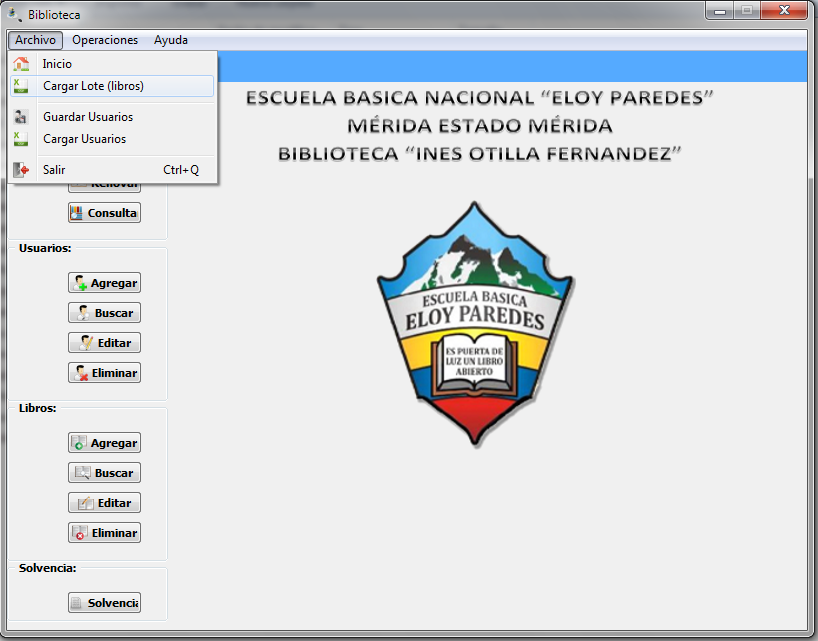 Biblioteca
Archivo Operaciones Ayuda
Inicio
Cargar Lote (libros)
Guardar Usuarios
Cargar Usuarios
Salir Ctrl+Q
ESCUELA BASICA NACIONAL “ELOY PAREDES”
MÉRIDA ESTADO MÉRIDA
BIBLIOTECA “INES OTILLA FERNANDEZ”
Renovar
Consulta
Usuarios:
Agregar
Buscar
Editar
Eliminar
Libros:
Agregar
Buscar
Editar
Eliminar
Solvencia:
Solvencia
ESCUELA BASICA
ELOY PAREDES
ES PUERTA DE
LUZ UN LIBRO
ABIERTO